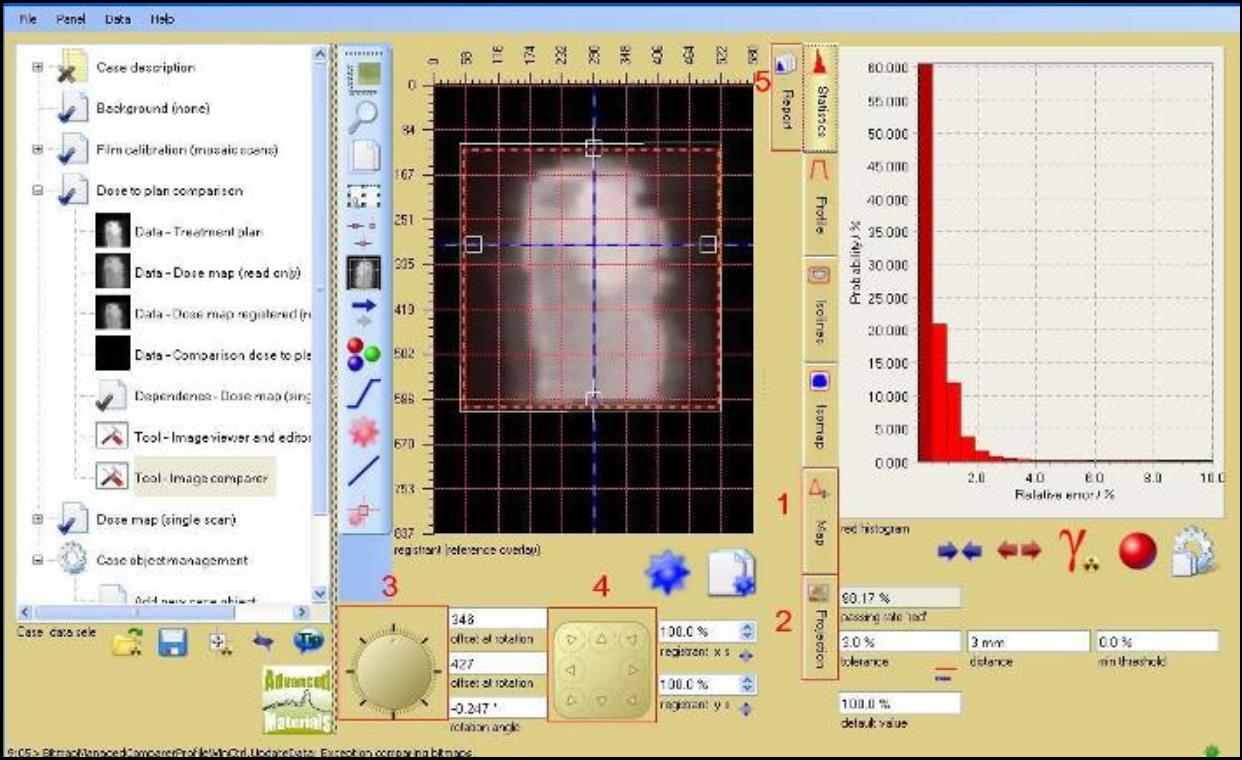 File Panel Data Help
Case description
Background (none)
Film calibration (mosaic scans)
Dose to plan comparison
Data - Treatment plan
Data - Dose map (read only)
Data - Dose map registered (r
Data - Comparison dose to pla
Dependence - Dose map (sing
Tool - Image viewer and editor
Tool - Image comparer
Dose map (single scan)
Case object management
Add new case object
Case data sele
Tip
Advanced
Materials
0 58 116 174 232 290 348 406 464 522 580
0
84
167
251
335
419
502
586
670
753
837
registrant (reference overlay)
3
4
348
offset at rotation
427
offset at rotation
-0.247 °
rotation angle
100.0 %
registrant x s
100.0 %
registrant y s
5
Report
Statistics
Profile
Isolines
Isomap
1
Map
2
Projection
Probability / %
60.000
55.000
50.000
45.000
40.000
35.000
30.000
25.000
20.000
15.000
10.000
5.000
0.000
2.0 4.0 6.0 8.0 10.0
Relative error / %
red histogram
γ
98.17 %
passing rate 'red'
3.0 % 3 mm 0.0 %
tolerance distance min threshold
100.0 %
default value
9:05 > BitmapManagedComparerProfileWinCtrl.UpdateData: Exception comparing bitmaps